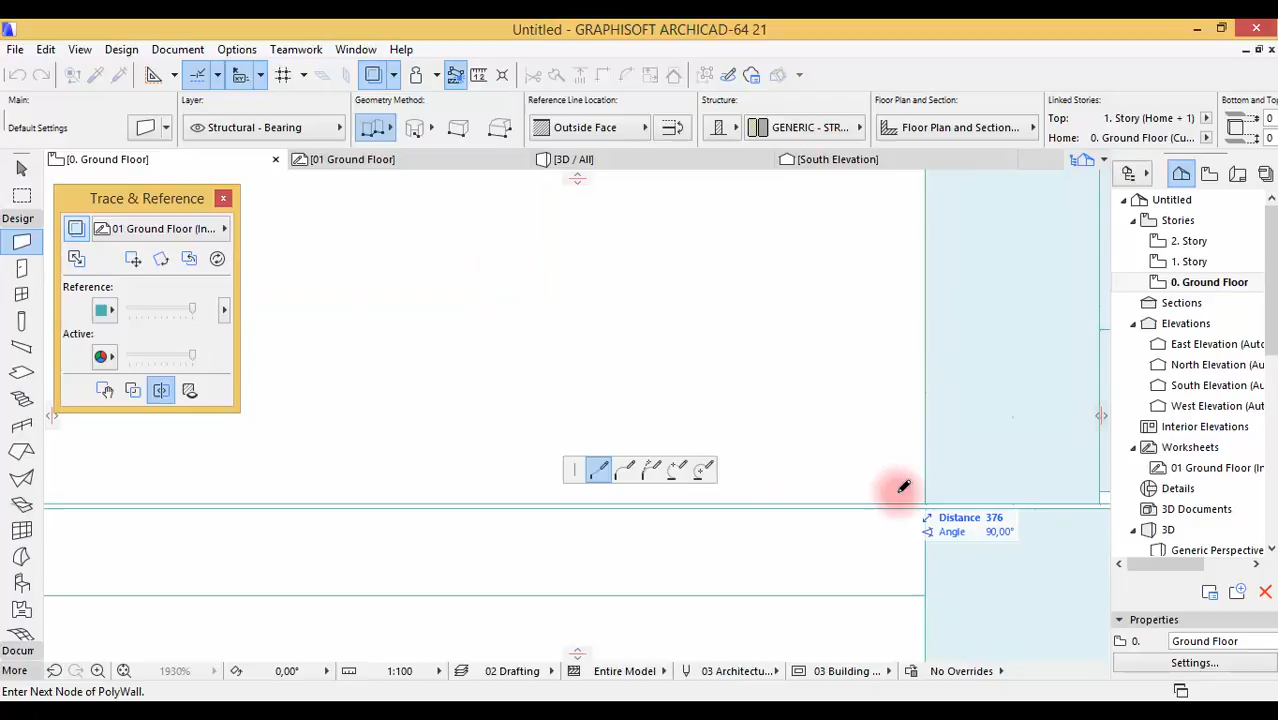 Untitled - GRAPHISOFT ARCHICAD-64 21
File Edit View Design Document Options Teamwork Window Help
Main: Layer: Geometry Method: Reference Line Location: Structure: Floor Plan and Section: Linked Stories: Bottom and To
Default Settings Structural - Bearing Outside Face GENERIC - STR... Floor Plan and Section... Top: 1. Story (Home + 1) 0
Home: 0. Ground Floor (Cu... 0
[0. Ground Floor] [01 Ground Floor] [3D / All] [South Elevation]
Trace & Reference
01 Ground Floor (In...
Reference:
Active:
Design
Docum
More
Distance 376
Angle 90,00°
Untitled
Stories
2. Story
1. Story
0. Ground Floor
Sections
Elevations
East Elevation (Auto
North Elevation (Aut
South Elevation (Aut
West Elevation (Auto
Interior Elevations
Worksheets
01 Ground Floor (In
Details
3D Documents
3D
Generic Perspective
Properties
0. Ground Floor
Settings...
1930% 0,00° 1:100 02 Drafting Entire Model 03 Architectu... 03 Building ... No Overrides
Enter Next Node of PolyWall.